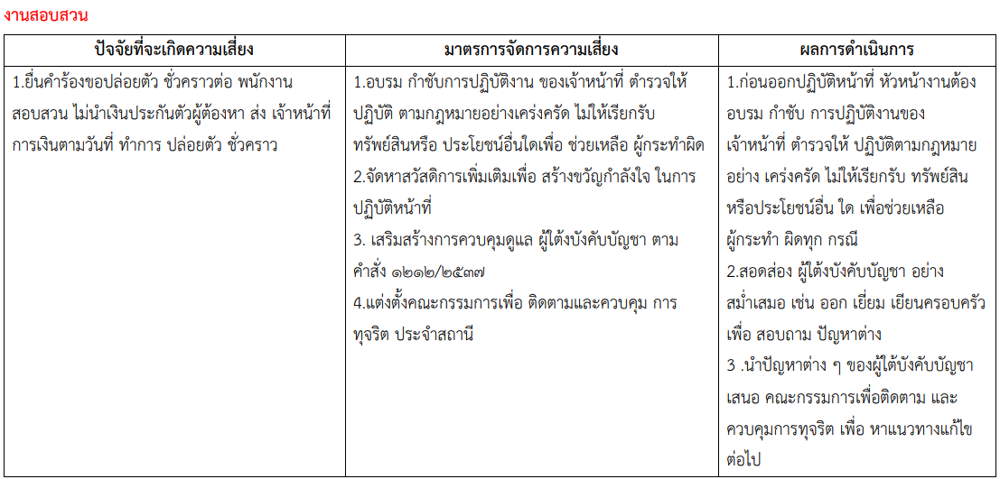 งานสอบสวน
ปัจจัยที่จะเกิดความเสี่ยง
มาตรการจัดการความเสี่ยง
ผลการดำเนินการ
1.ยื่นคำร้องขอปล่อยตัว ชั่วคราวต่อ พนักงาน
สอบสวน ไม่นำเงินประกันตัวผู้ต้องหา ส่ง เจ้าหน้าที่
การเงินตามวันที่ ทำการ ปล่อยตัว ชั่วคราว
1.อบรม กำชับการปฏิบัติงาน ของเจ้าหน้าที่ ตำรวจให้
ปฏิบัติ ตามกฎหมายอย่างเคร่งครัด ไม่ให้เรียกรับ
ทรัพย์สินหรือ ประโยชน์อื่นใดเพื่อ ช่วยเหลือ ผู้กระทำผิด
2.จัดหาสวัสดิการเพิ่มเติมเพื่อ สร้างขวัญกำลังใจ ในการ
ปฏิบัติหน้าที่
3. เสริมสร้างการควบคุมดูแล ผู้ใต้งบังคับบัญชา ตาม
คำสั่ง ๑๒๑๒/๒๕๓๗
4.แต่งตั้งคณะกรรมการเพื่อ ติดตามและควบคุม การ
ทุจริต ประจำสถานี
1.ก่อนออกปฏิบัติหน้าที่ หัวหน้างานต้อง
อบรม กำชับ การปฏิบัติงานของ
เจ้าหน้าที่ ตำรวจให้ ปฏิบัติตามกฎหมาย
อย่าง เคร่งครัด ไม่ให้เรียกรับ ทรัพย์สิน
หรือประโยชน์อื่น ใด เพื่อช่วยเหลือ
ผู้กระทำ ผิดทุก กรณี
2.สอดส่อง ผู้ใต้งบังคับบัญชา อย่าง
สม่ำเสมอ เช่น ออก เยี่ยม เยียนครอบครัว
เพื่อ สอบถาม ปัญหาต่าง
3 .นำปัญหาต่าง ๆ ของผู้ใต้บังคับบัญชา
เสนอ คณะกรรมการเพื่อติดตาม และ
ควบคุมการทุจริต เพื่อ หาแนวทางแก้ไข
ต่อไป